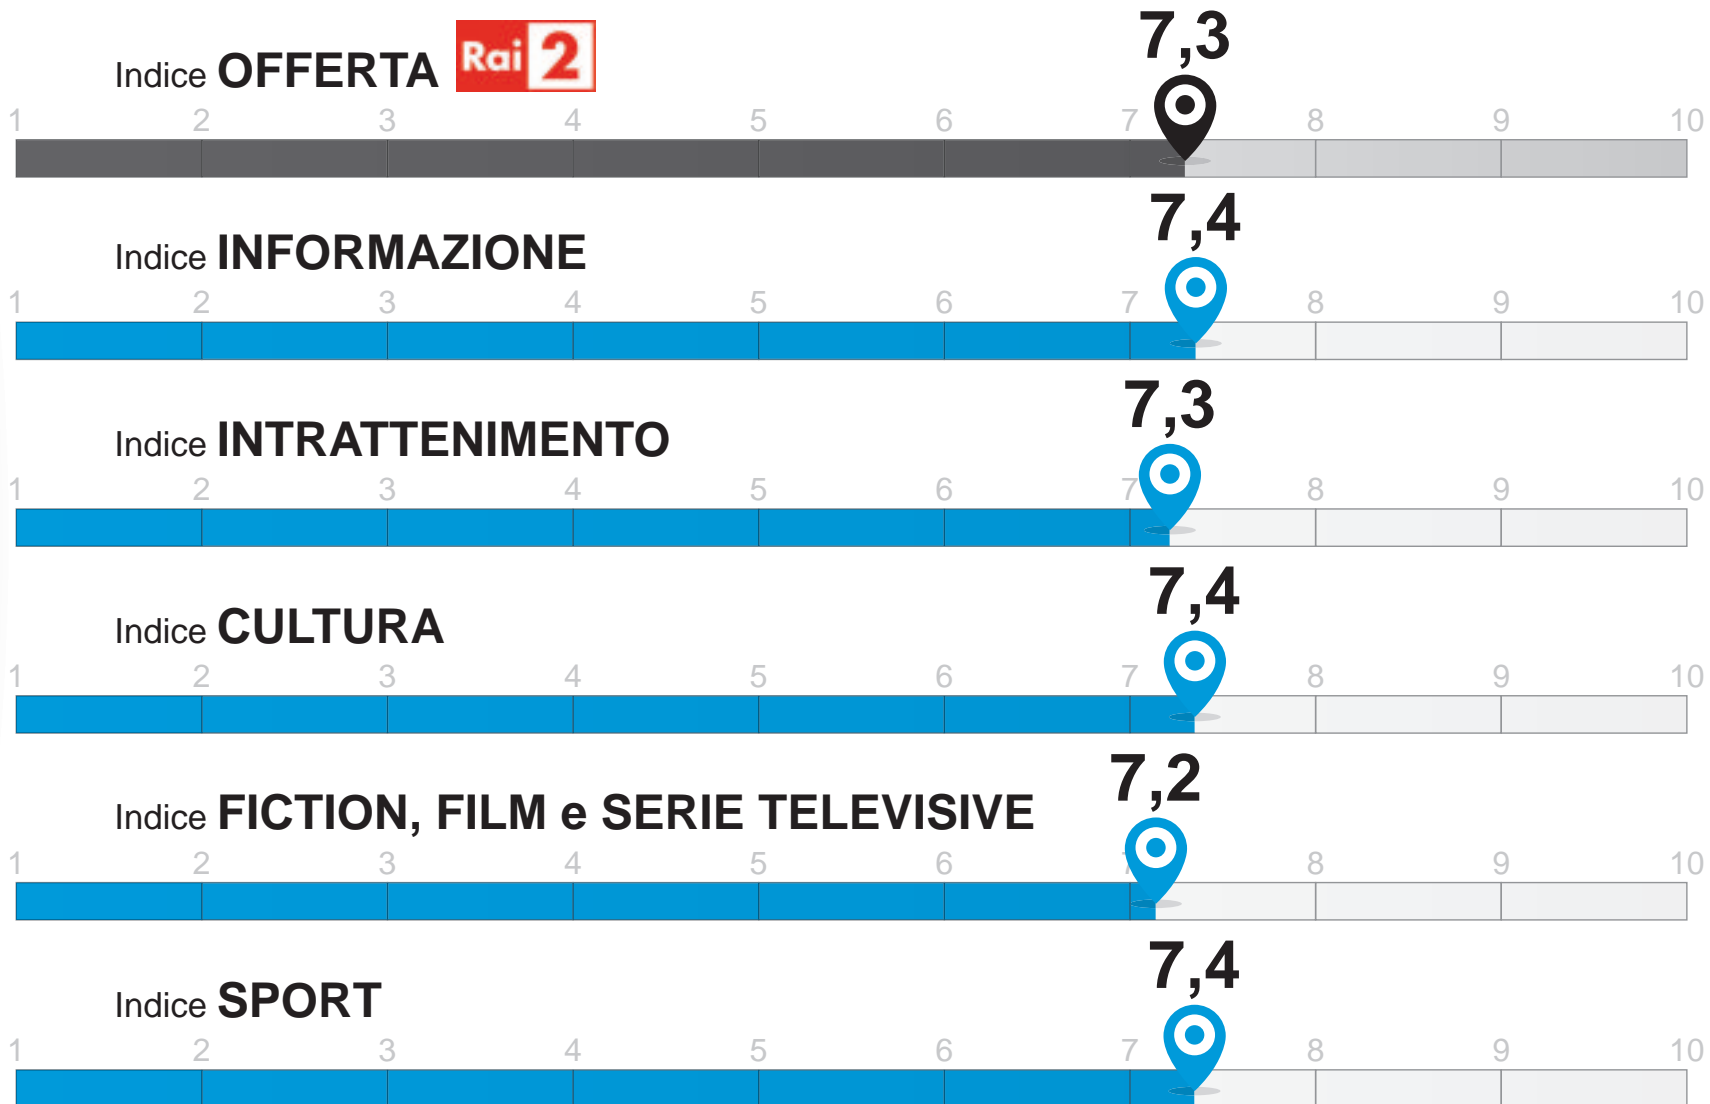 7,3
Indice OFFERTA Rai 2
1 2 3 4 5 6 7 8 9 10
7,4
Indice INFORMAZIONE
1 2 3 4 5 6 7 8 9 10
7,3
Indice INTRATTENIMENTO
1 2 3 4 5 6 7 8 9 10
7,4
Indice CULTURA
1 2 3 4 5 6 7 8 9 10
7,2
Indice FICTION, FILM e SERIE TELEVISIVE
1 2 3 4 5 6 7 8 9 10
7,4
Indice SPORT
1 2 3 4 5 6 7 8 9 10